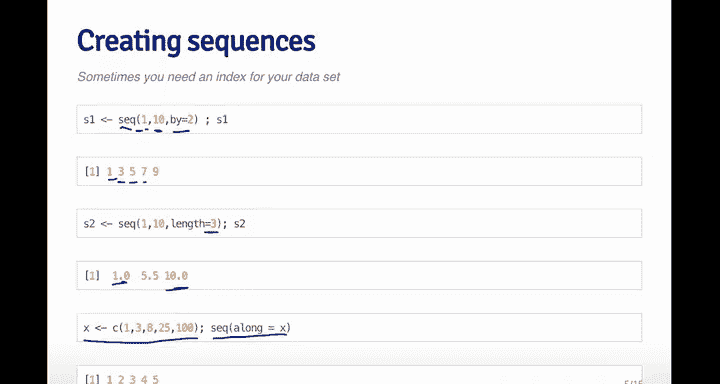 Creating sequences
Sometimes you need an index for your data set
s1 <- seq(1,10,by=2) ; s1
[1] 1 3 5 7 9
s2 <- seq(1,10,length=3); s2
[1]  1.0  5.5 10.0
x <- c(1,3,8,25,100); seq(along = x)
[1] 1 2 3 4 5